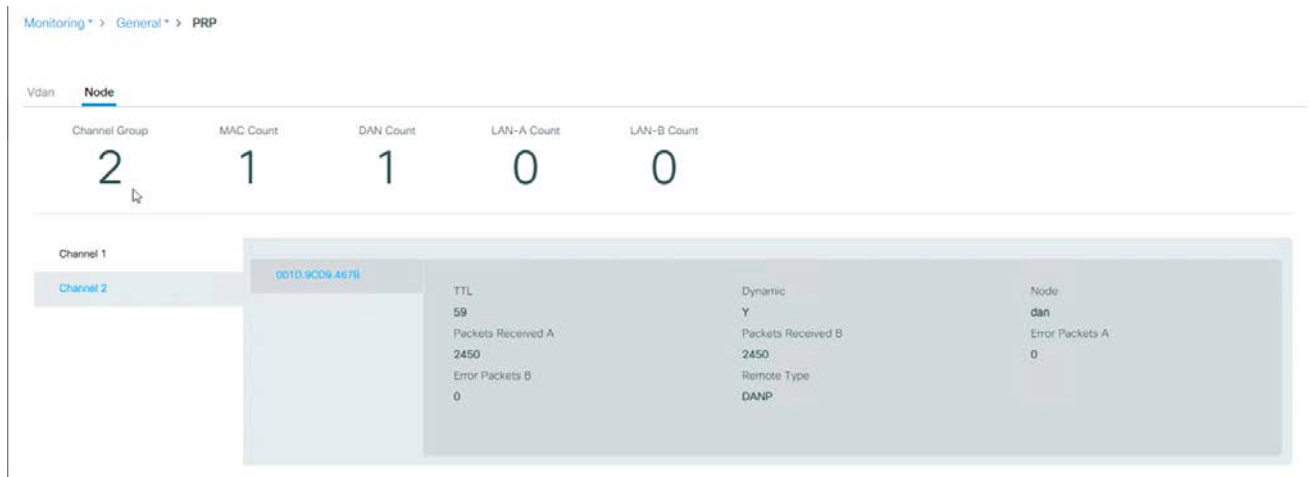 Monitoring * > General * > PRP
Vdan Node
Channel Group MAC Count DAN Count LAN-A Count LAN-B Count
2 1 1 0 0
Channel 1
Channel 2
001D.9CD9.467B
TTL Dynamic Node
59 Y dan
Packets Received A Packets Received B Error Packets A
2450 2450 0
Error Packets B Remote Type
0 DANP